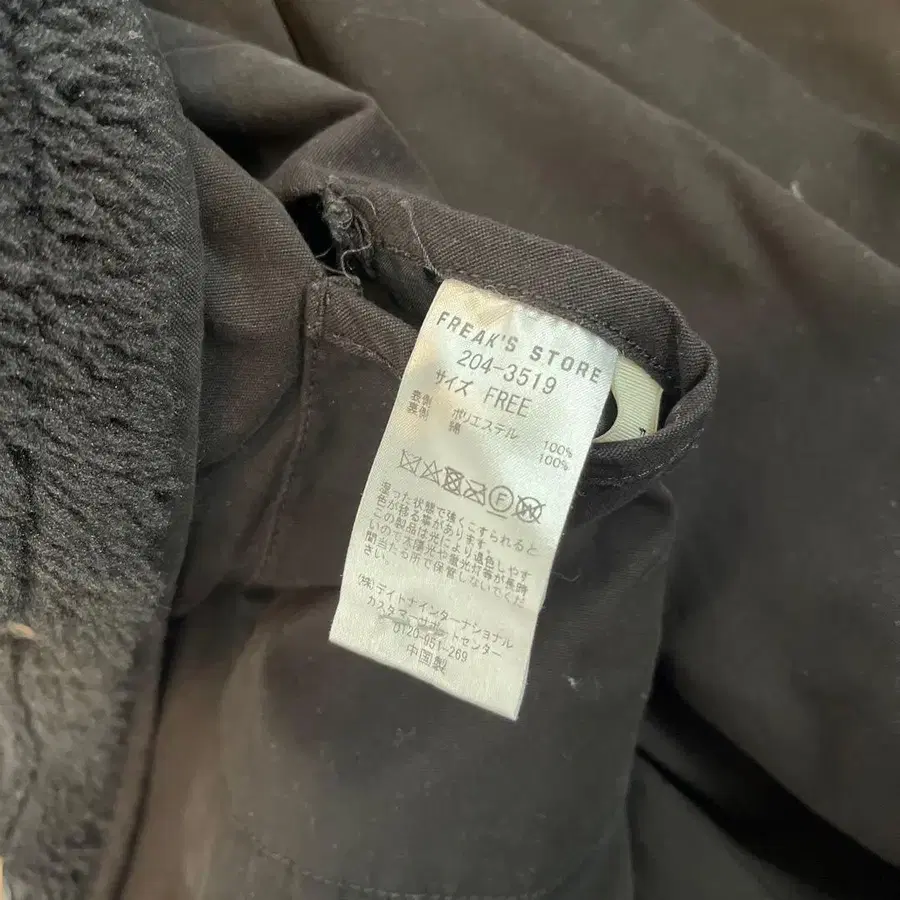 FREAK'S STORE
204-3519
サイズ FREE
表側 ポリエステル 100%
裏側 綿 100%
F W
湿った状態で強くこすられると
色が移る事があります。
この製品は光により退色しやす
いので太陽光や蛍光灯等が長時
間当たる所で保管しないでくだ
さい。
(株)デイトナインターナショナル
カスタマーサポートセンター
0120-951-269
中国製